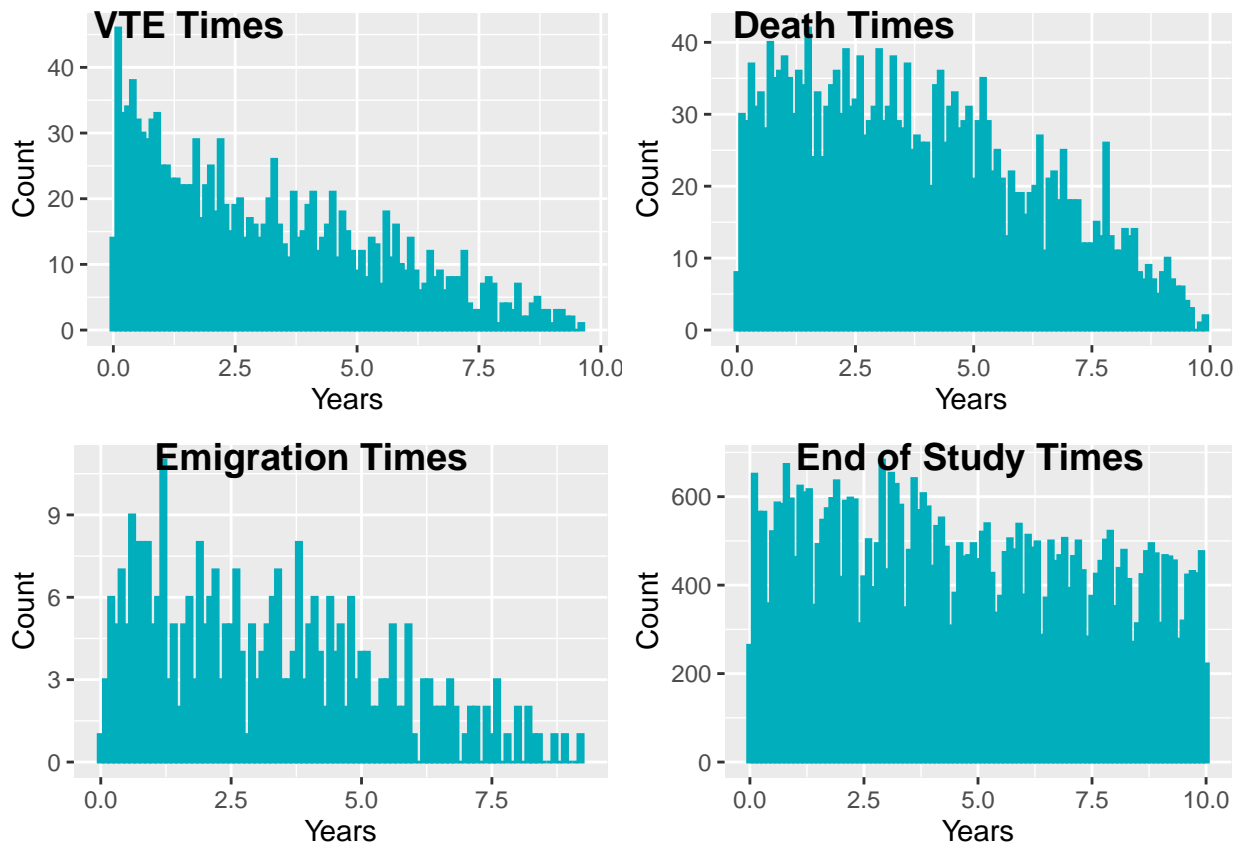 VTE Times
Count
40
30
20
10
0
0.0 2.5 5.0 7.5 10.0
Years
Death Times
Count
40
30
20
10
0
0.0 2.5 5.0 7.5 10.0
Years
Emigration Times
Count
9
6
3
0
0.0 2.5 5.0 7.5
Years
End of Study Times
Count
600
400
200
0
0.0 2.5 5.0 7.5 10.0
Years